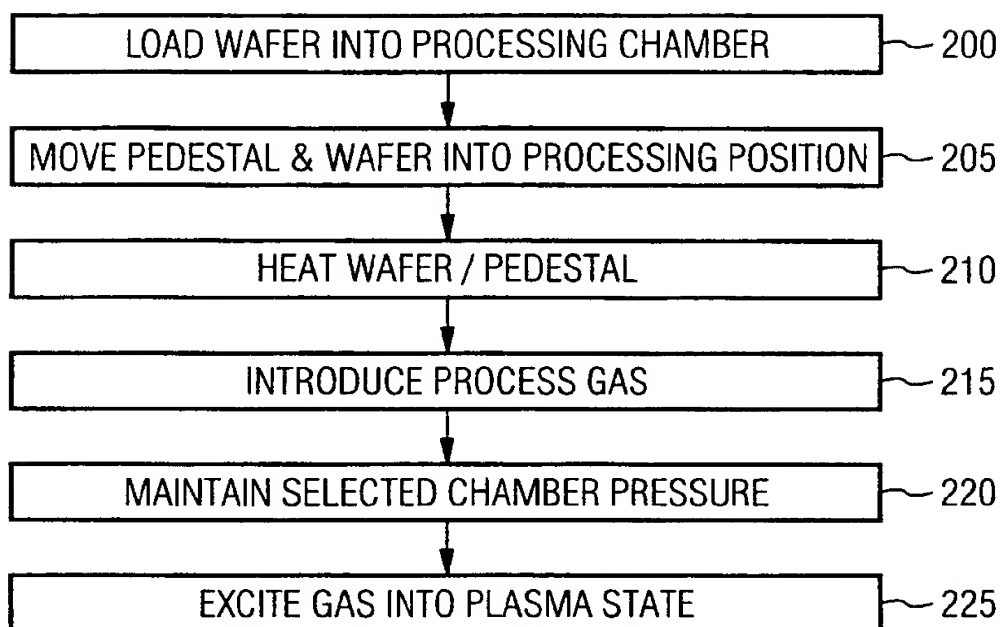 LOAD WAFER INTO PROCESSING CHAMBER 200
MOVE PEDESTAL & WAFER INTO PROCESSING POSITION 205
HEAT WAFER / PEDESTAL 210
INTRODUCE PROCESS GAS 215
MAINTAIN SELECTED CHAMBER PRESSURE 220
EXCITE GAS INTO PLASMA STATE 225